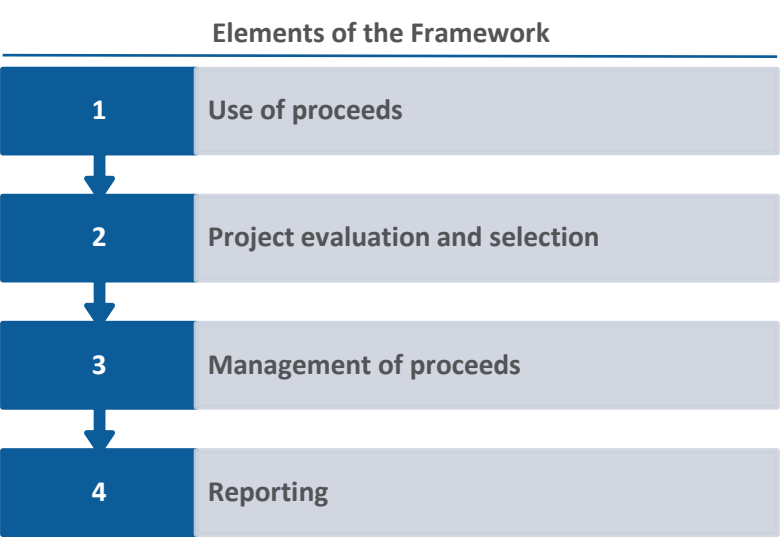 Elements of the Framework
1 Use of proceeds
2 Project evaluation and selection
3 Management of proceeds
4 Reporting